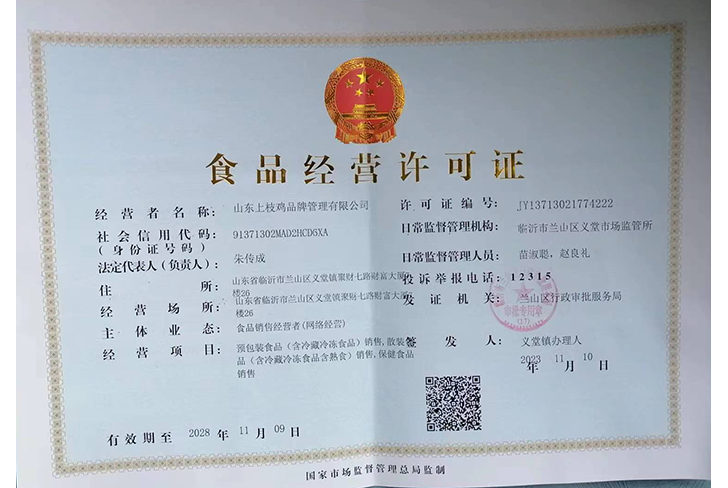 食品经营许可证
经营者名称: 山东上枝鸡品牌管理有限公司
社会信用代码: 91371302MAD2HCDGXA
(身份证号码)
法定代表人(负责人): 朱传成
住所: 山东省临沂市兰山区义堂镇聚财七路财富大厦
楼26
经营场所: 山东省临沂市兰山区义堂镇聚财七路财富大厦
楼26
主体业态: 食品销售经营者(网络经营)
经营项目: 预包装食品(含冷藏冷冻食品)销售,散装
品(含冷藏冷冻食品含熟食)销售,保健食品
销售
有效期至 2028 年 11 月 09 日
许可证编号: JY13713021774222
日常监督管理机构: 临沂市兰山区义堂市场监管所
日常监督管理人员: 苗淑聪,赵良礼
投诉举报电话: 12315
发证机关: 兰山区行政审批服务局
审批专用章
(17)
签发人: 义堂镇办理人
2023 年 11 月 10 日
国家市场监督管理总局监制